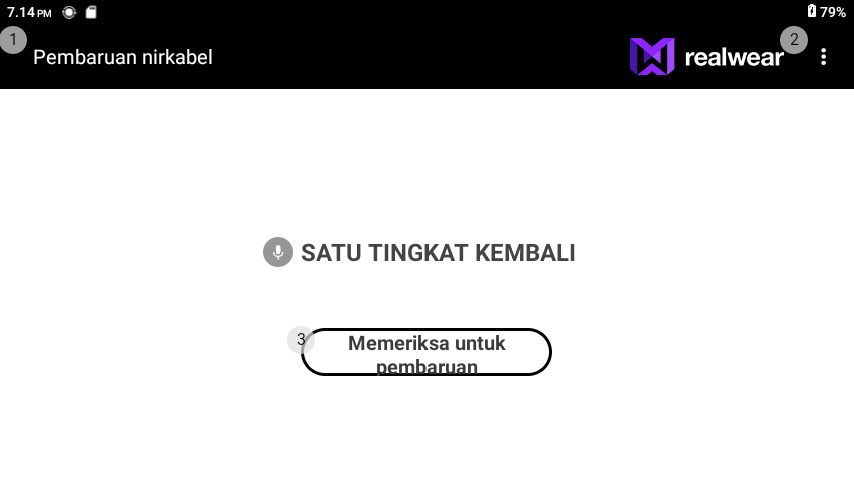 7.14 PM
79%
1
Pembaruan nirkabel
realwear
2
SATU TINGKAT KEMBALI
3
Memeriksa untuk
pembaruan